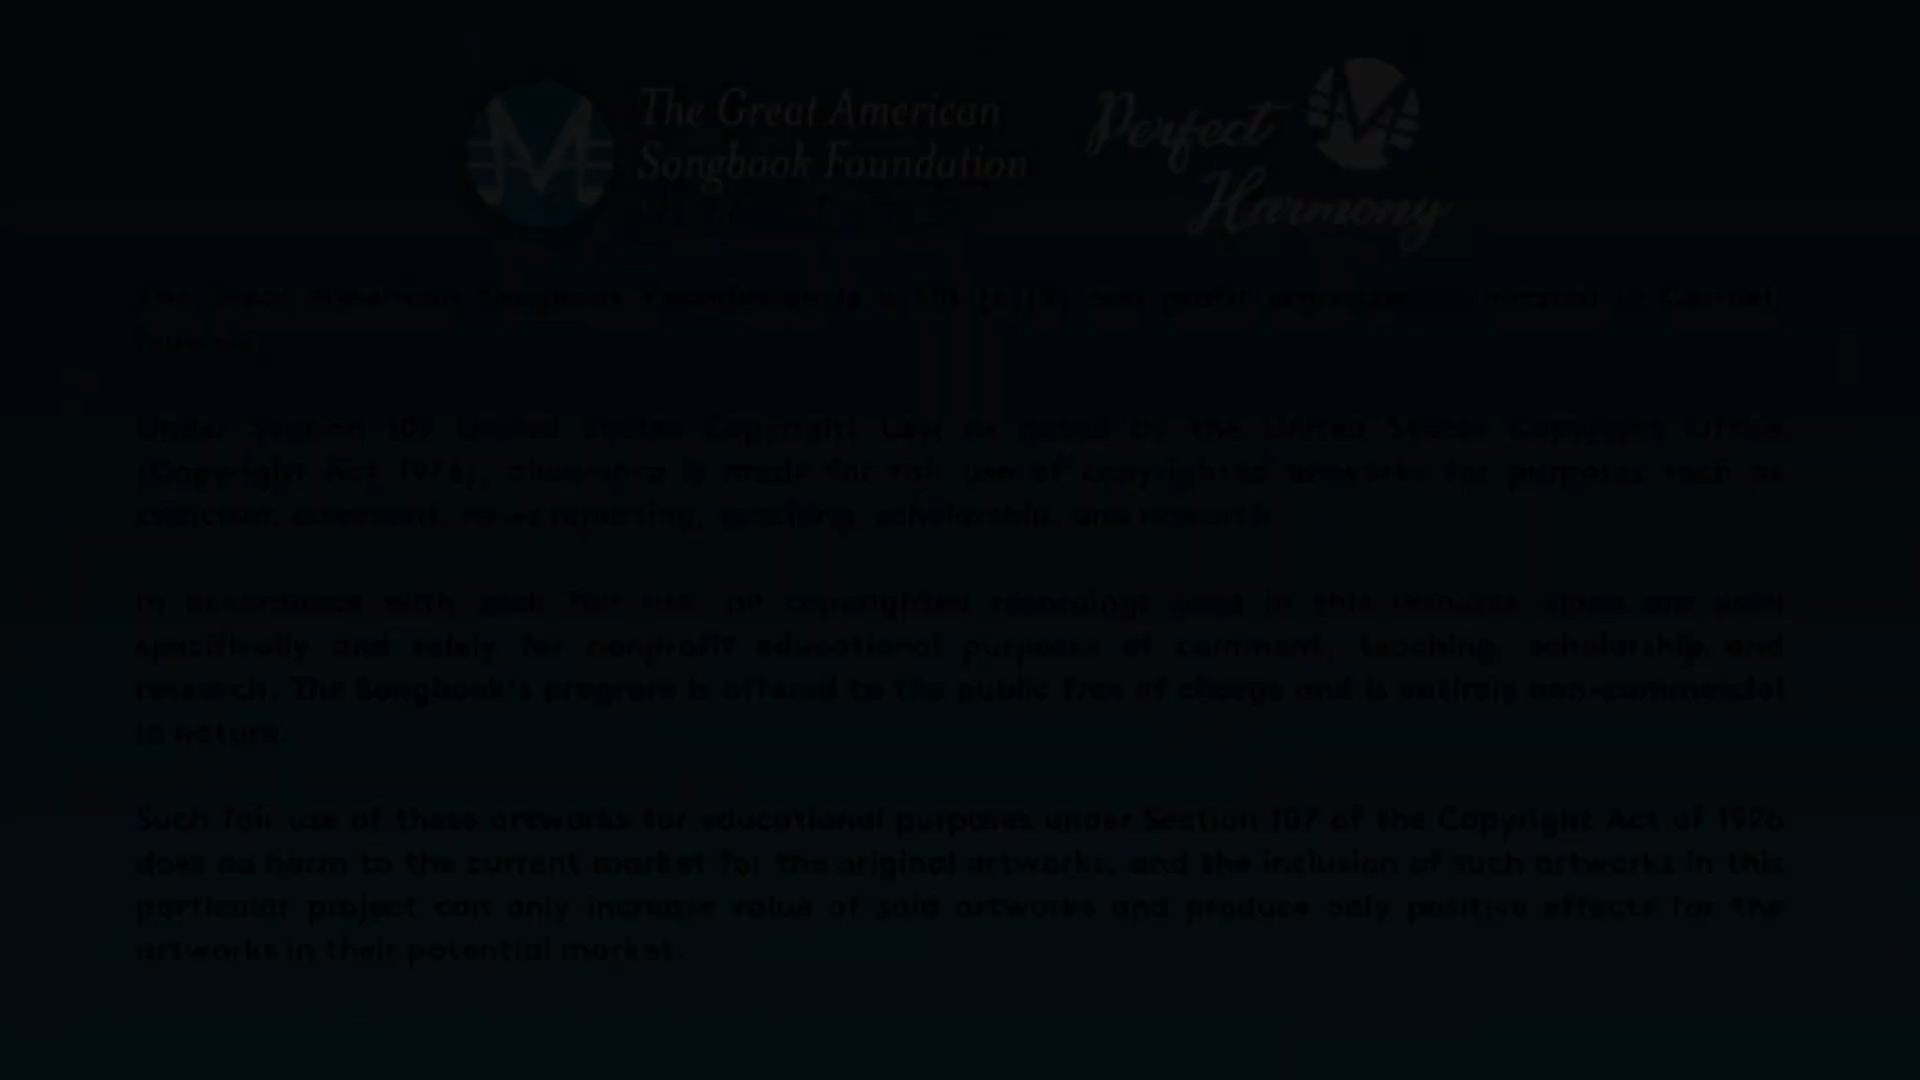 The Great American
Songbook Foundation
Perfect
Harmony
The Great American Songbook Foundation is a 501 (c)(3) non-profit organization located in Carmel,
Indiana.
Under Section 107 United States Copyright Law as noted by the United States Copyright Office
(Copyright Act 1976), allowance is made for fair use of copyrighted artworks for purposes such as
criticism, comment, news reporting, teaching, scholarship, and research.
In accordance with such fair use, all copyrighted recordings used in this resource video are used
specifically and solely for nonprofit educational purposes of comment, teaching, scholarship and
research. The Songbook's program is offered to the public free of charge and is entirely non-commercial
in nature.
Such fair use of these artworks for educational purposes under Section 107 of the Copyright Act of 1976
does no harm to the current market for the original artworks, and the inclusion of such artworks in this
particular project can only increase value of said artworks and produce only positive effects for the
artworks in their potential market.